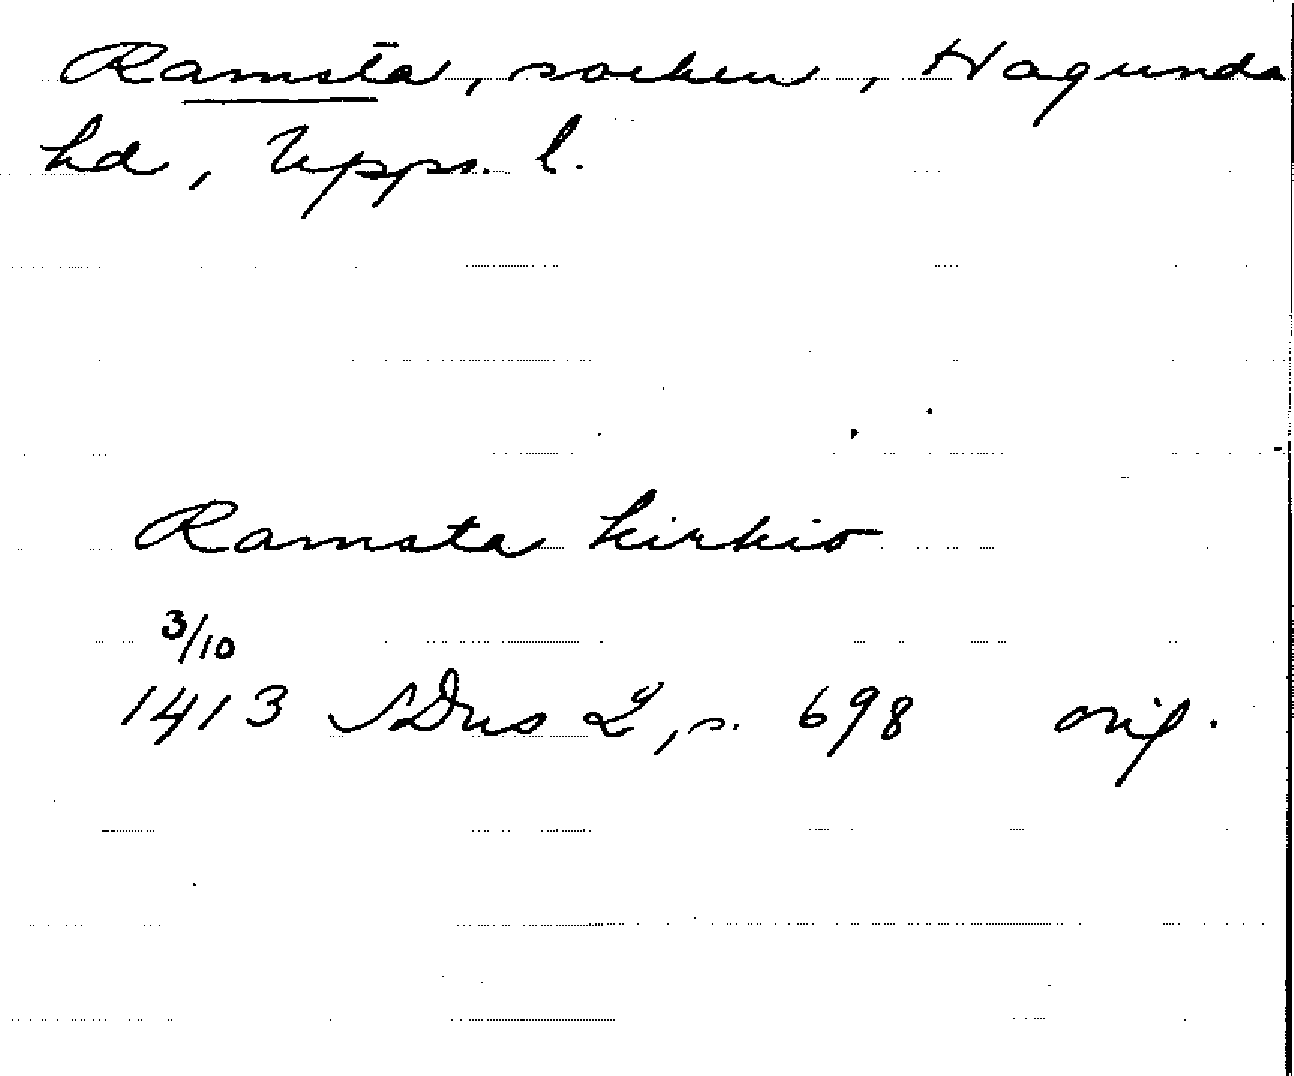 Ramsta, socken, Hagunda
hd, Upps. l.
Ramsta kirkio
3/10
1413 SDns 2, s. 698 orig.